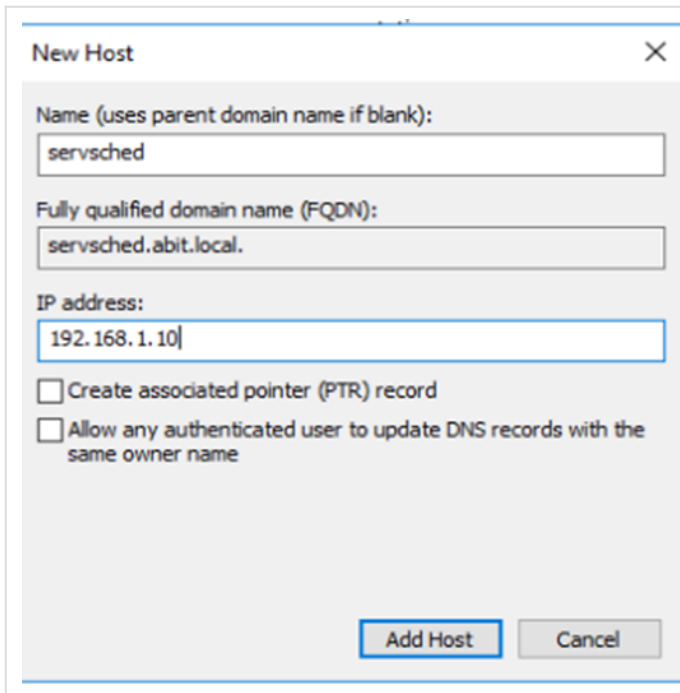 New Host
Name (uses parent domain name if blank):
servsched
Fully qualified domain name (FQDN):
servsched.abit.local.
IP address:
192.168.1.10
Create associated pointer (PTR) record
Allow any authenticated user to update DNS records with the
same owner name
Add Host
Cancel